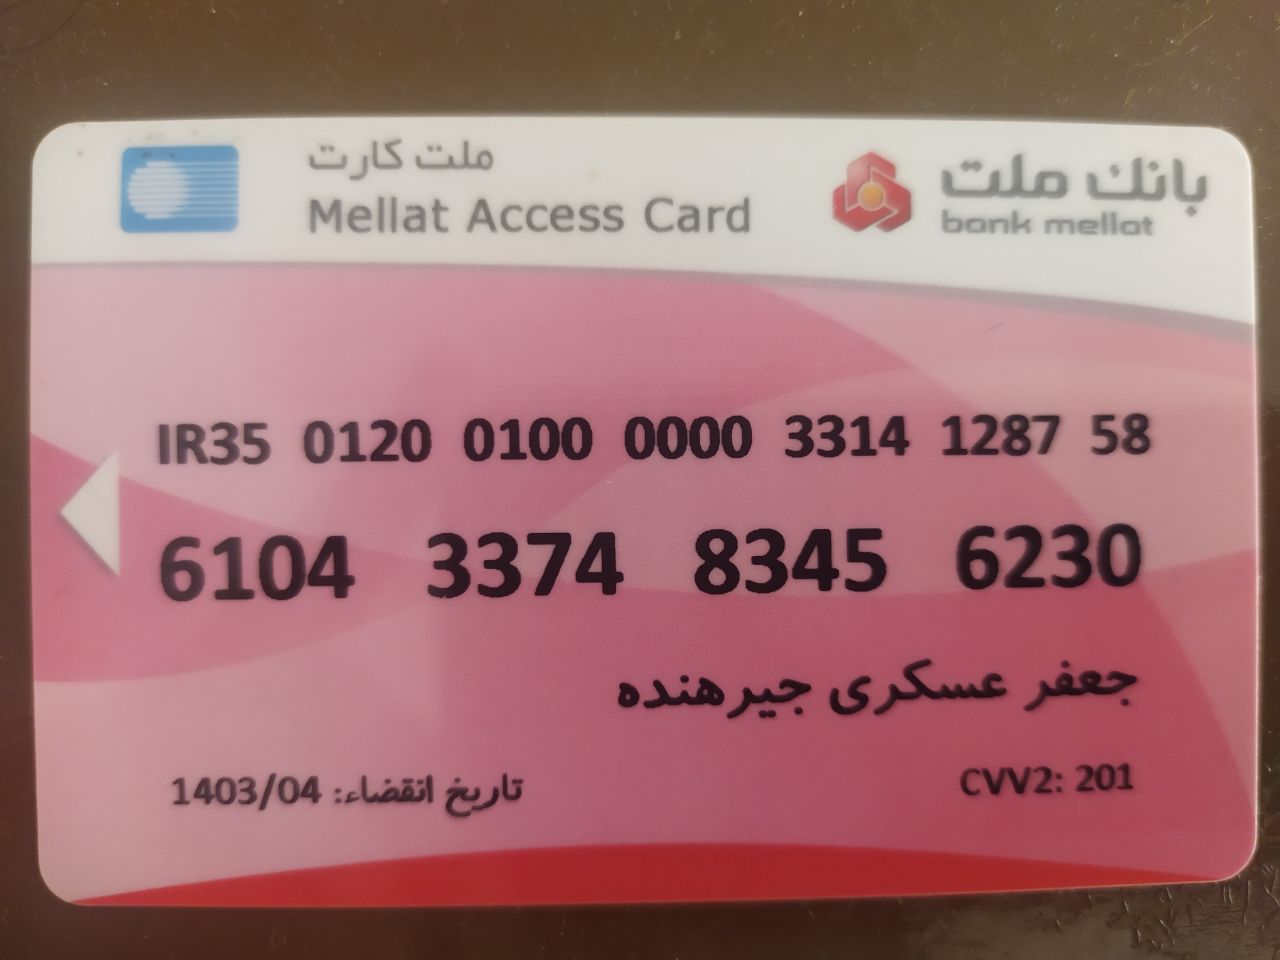 ملت کارت
Mellat Access Card
بانك ملت
bank mellat
IR35 0120 0100 0000 3314 1287 58
6104 3374 8345 6230
جعفر عسکری جیرهنده
تاریخ انقضاء: 1403/04
CVV2: 201